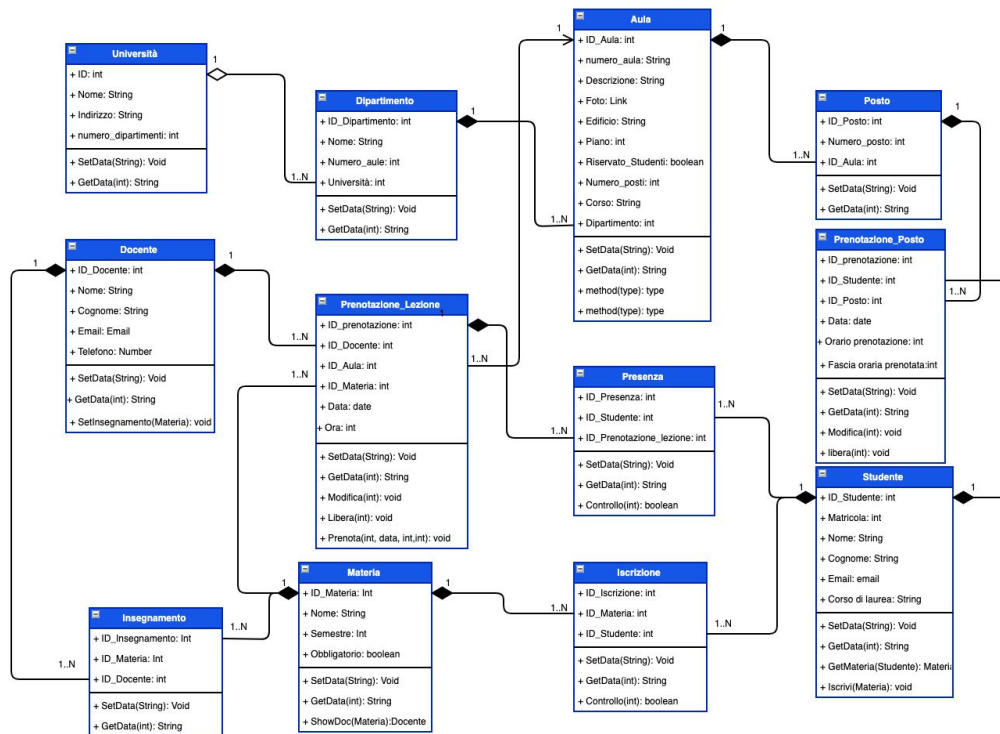 Università
+ ID: int
+ Nome: String
+ Indirizzo: String
+ numero_dipartimenti: int
+ SetData(String): Void
+ GetData(int): String
1
1..N
Dipartimento
+ ID_Dipartimento: int
+ Nome: String
+ Numero_aule: int
+ Università: int
+ SetData(String): Void
+ GetData(int): String
1
1..N
Aula
+ ID_Aula: int
+ numero_aula: String
+ Descrizione: String
+ Foto: Link
+ Edificio: String
+ Piano: int
+ Riservato_Studenti: boolean
+ Numero_posti: int
+ Corso: String
+ Dipartimento: int
+ SetData(String): Void
+ GetData(int): String
+ method(type): type
+ method(type): type
1
1
1..N
Posto
+ ID_Posto: int
+ Numero_posto: int
+ ID_Aula: int
+ SetData(String): Void
+ GetData(int): String
1
Prenotazione_Posto
+ ID_prenotazione: int
+ ID_Studente: int
+ ID_Posto: int
+ Data: date
+ Orario prenotazione: int
+ Fascia oraria prenotata:int
+ SetData(String): Void
+ GetData(int): String
+ Modifica(int): void
+ libera(int): void
1..N
Docente
+ ID_Docente: int
+ Nome: String
+ Cognome: String
+ Email: Email
+ Telefono: Number
+ SetData(String): Void
+ GetData(int): String
+ SetInsegnamento(Materia): void
1
1
1..N
Prenotazione_Lezione
1
+ ID_prenotazione: int
+ ID_Docente: int
+ ID_Aula: int
+ ID_Materia: int
+ Data: date
+ Ora: int
+ SetData(String): Void
+ GetData(int): String
+ Modifica(int): void
+ Libera(int): void
+ Prenota(int, data, int,int): void
1..N
1..N
Presenza
+ ID_Presenza: int
+ ID_Studente: int
+ ID_Prenotazione_lezione: int
+ SetData(String): Void
+ GetData(int): String
+ Controllo(int): boolean
1..N
1..N
Studente
+ ID_Studente: int
+ Matricola: int
+ Nome: String
+ Cognome: String
+ Email: email
+ Corso di laurea: String
+ SetData(String): Void
+ GetData(int): String
+ GetMateria(Studente): Materi
+ Iscrivi(Materia): void
1
1
Materia
+ ID_Materia: Int
+ Nome: String
+ Semestre: Int
+ Obbligatorio: boolean
+ SetData(String): Void
+ GetData(int): String
+ ShowDoc(Materia):Docente
1
1
Iscrizione
+ ID_Iscrizione: int
+ ID_Materia: int
+ ID_Studente: int
+ SetData(String): Void
+ GetData(int): String
+ Controllo(int): boolean
1..N
1..N
Insegnamento
+ ID_Insegnamento: Int
+ ID_Materia: Int
+ ID_Docente: int
+ SetData(String): Void
+ GetData(int): String
1..N
1..N